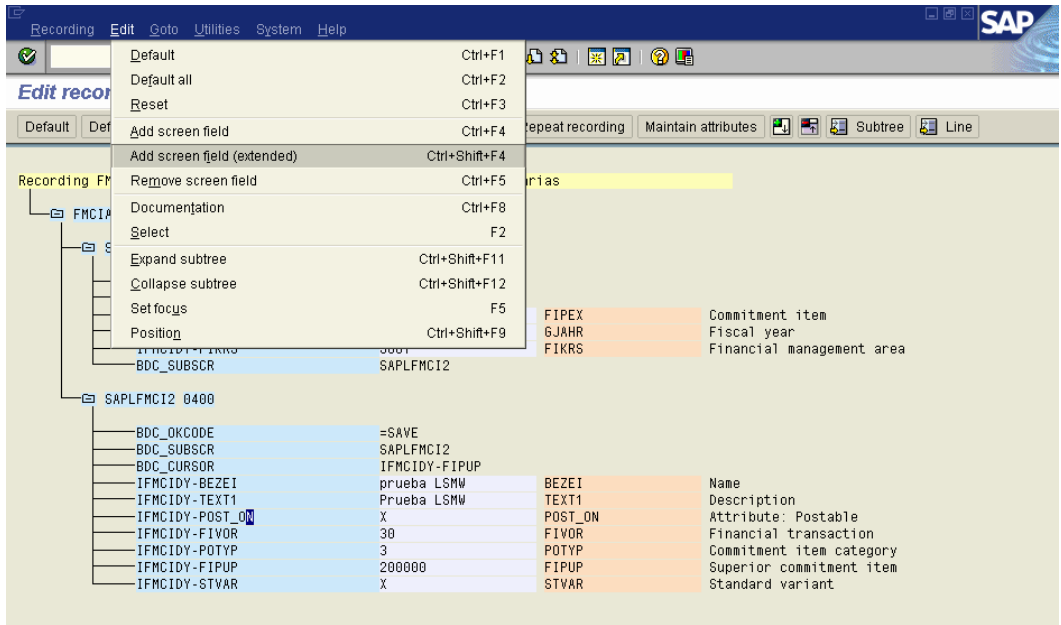 Recording Edit Goto Utilities System Help
SAP
Default Ctrl+F1
Default all Ctrl+F2
Reset Ctrl+F3
Add screen field Ctrl+F4
Add screen field (extended) Ctrl+Shift+F4
Remove screen field Ctrl+F5
Documentation Ctrl+F8
Select F2
Expand subtree Ctrl+Shift+F11
Collapse subtree Ctrl+Shift+F12
Set focus F5
Position Ctrl+Shift+F9
Edit recor
Default Def epeat recording Maintain attributes Subtree Line
Recording FM rias
FMCIA
S
FIPEX Commitment item
GJAHR Fiscal year
FIKRS Financial management area
BDC_SUBSCR SAPLFMCI2
SAPLFMCI2 0400
BDC_OKCODE =SAVE
BDC_SUBSCR SAPLFMCI2
BDC_CURSOR IFMCIDY-FIPUP
IFMCIDY-BEZEI prueba LSMW BEZEI Name
IFMCIDY-TEXT1 Prueba LSMW TEXT1 Description
IFMCIDY-POST_ON X POST_ON Attribute: Postable
IFMCIDY-FIVOR 30 FIVOR Financial transaction
IFMCIDY-POTYP 3 POTYP Commitment item category
IFMCIDY-FIPUP 200000 FIPUP Superior commitment item
IFMCIDY-STVAR X STVAR Standard variant